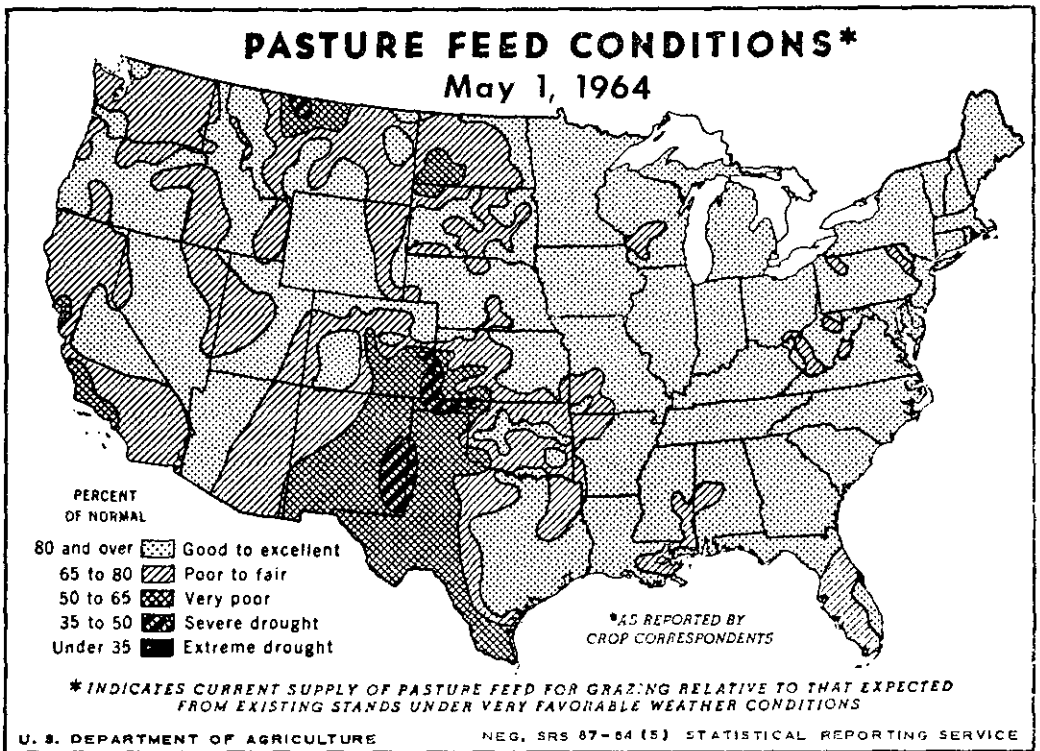 PASTURE FEED CONDITIONS*
May 1, 1964
PERCENT
OF NORMAL
80 and over Good to excellent
65 to 80 Poor to fair
50 to 65 Very poor
35 to 50 Severe drought
Under 35 Extreme drought
*AS REPORTED BY
CROP CORRESPONDENTS
*INDICATES CURRENT SUPPLY OF PASTURE FEED FOR GRAZING RELATIVE TO THAT EXPECTED
FROM EXISTING STANDS UNDER VERY FAVORABLE WEATHER CONDITIONS
U. S. DEPARTMENT OF AGRICULTURE NEG. SRS 87-64 (5) STATISTICAL REPORTING SERVICE